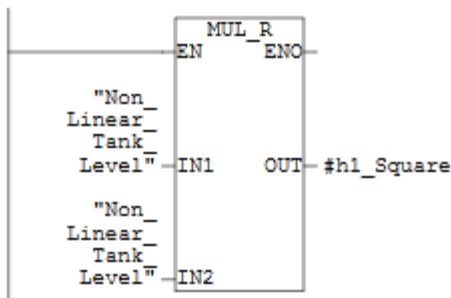 MUL_R
EN ENO
"Non_
Linear_
Tank_
Level" IN1 OUT #h1_Square
"Non_
Linear_
Tank_
Level" IN2